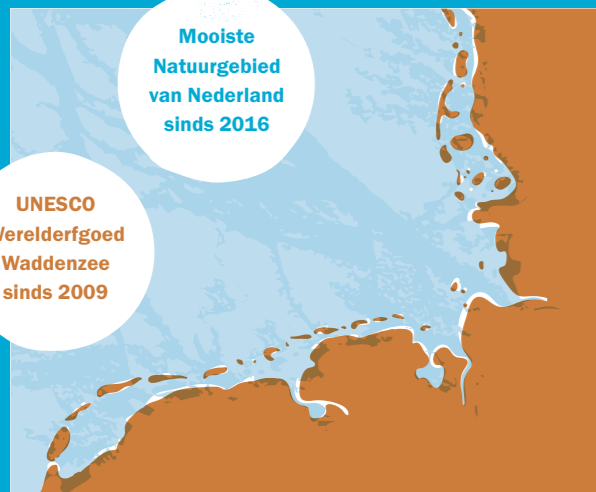 Mooiste
Natuurgebied
van Nederland
sinds 2016
UNESCO
Werelderfgoed
Waddenzee
sinds 2009